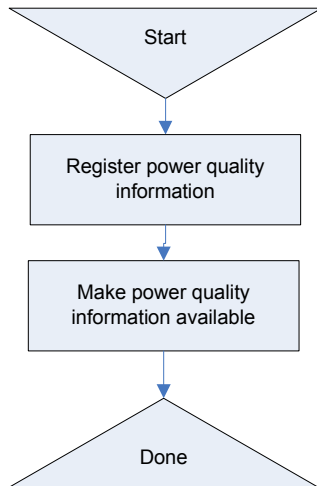 Start
Register power quality
information
Make power quality
information available
Done